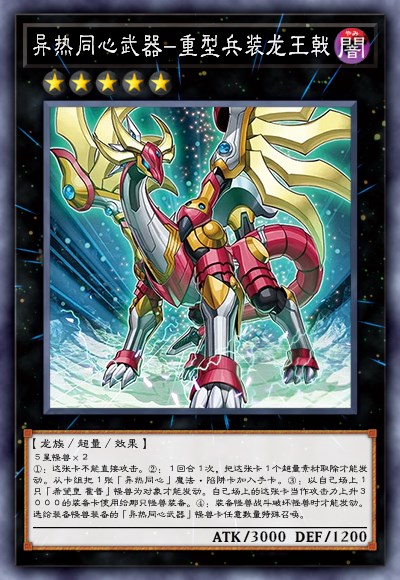 异热同心武器-重型兵装龙王戟
やみ
闇
【龙族／超量／效果】
5星怪兽×2
①：这张卡不能直接攻击。②：1回合1次，把这张卡1个超量素材取除才能发
动。从卡组把1张「异热同心」魔法·陷阱卡加入手卡。③：以自己场上1
只「希望皇 霍普」怪兽为对象才能发动。自己场上的这张卡当作攻击力上升3
000的装备卡使用给那只怪兽装备。④：装备怪兽战斗破坏怪兽时才能发动。
选给装备怪兽装备的「异热同心武器」怪兽卡任意数量特殊召唤。
ATK/3000 DEF/1200